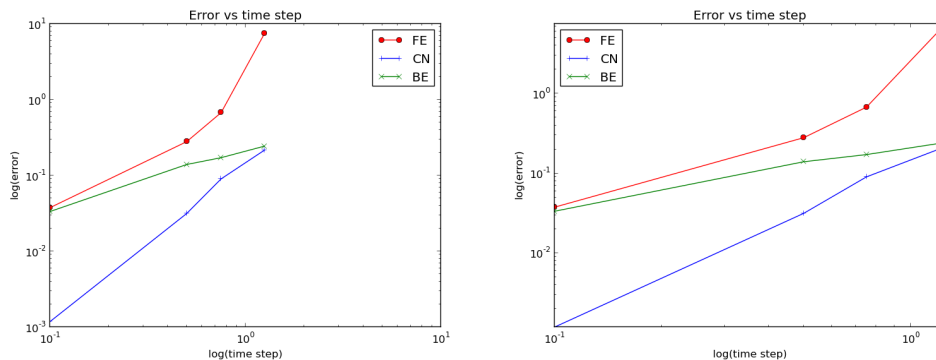 Error vs time step
10^1
10^0
10^-1
10^-2
10^-3
log(error)
FE
CN
BE
10^-1
10^0
10^1
log(time step)
Error vs time step
10^0
10^-1
10^-2
log(error)
FE
CN
BE
10^-1
10^0
log(time step)